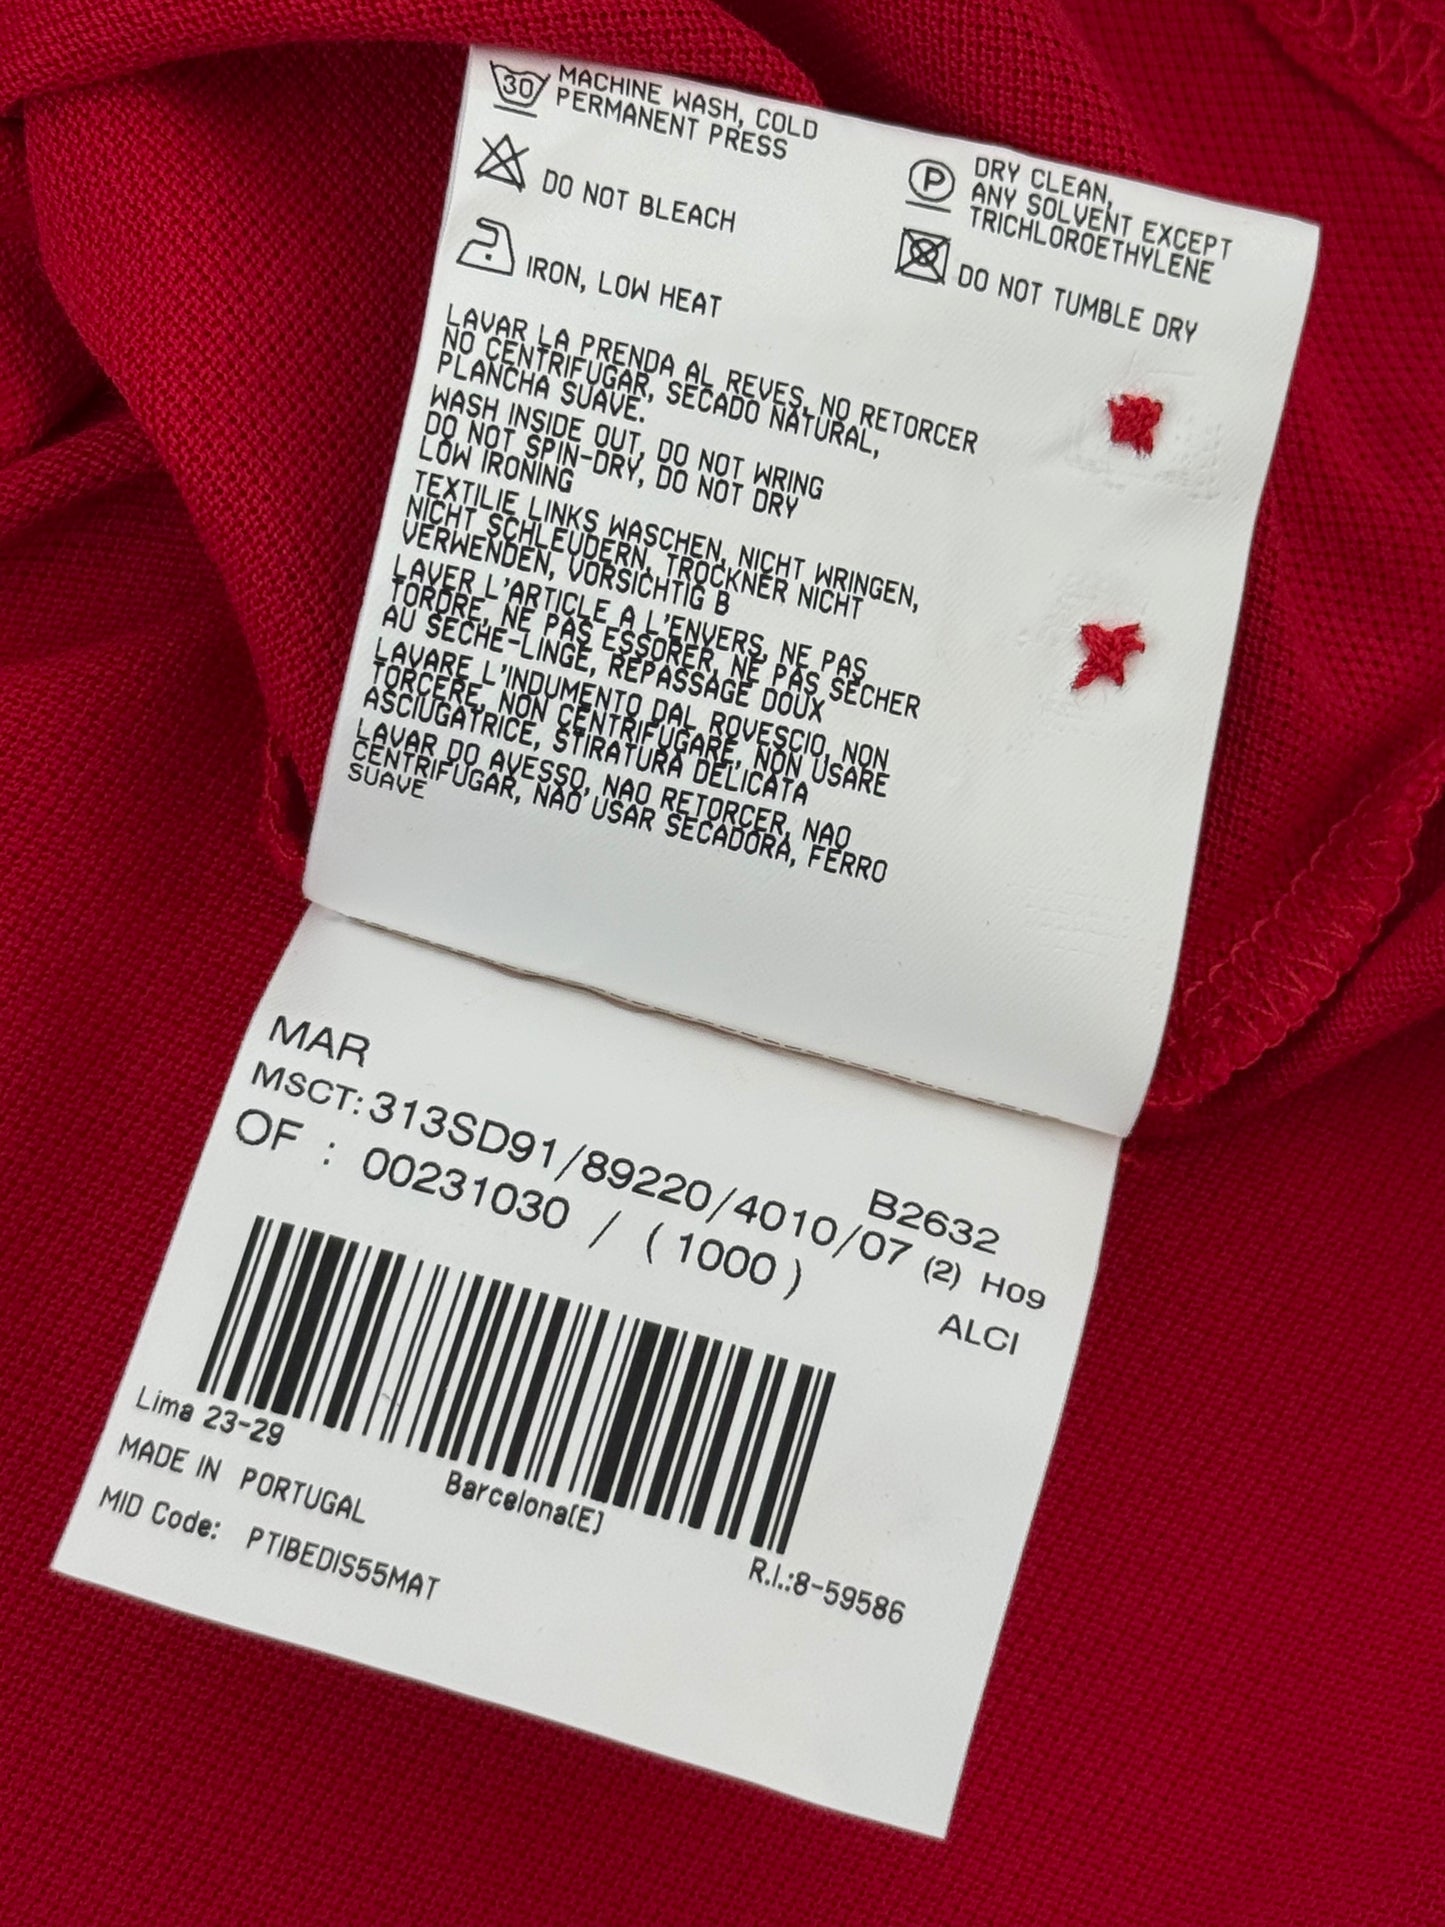 30 MACHINE WASH, COLD
PERMANENT PRESS
DO NOT BLEACH
IRON, LOW HEAT
P DRY CLEAN,
ANY SOLVENT EXCEPT
TRICHLOROETHYLENE
DO NOT TUMBLE DRY
LAVAR LA PRENDA AL REVES, NO RETORCER
NO CENTRIFUGAR, SECADO NATURAL,
PLANCHA SUAVE.
WASH INSIDE OUT, DO NOT WRING
DO NOT SPIN-DRY, DO NOT DRY
LOW IRONING
TEXTILIE LINKS WASCHEN, NICHT WRINGEN,
NICHT SCHLEUDERN, TROCKNER NICHT
VERWENDEN, VORSICHTIG B
LAVER L'ARTICLE A L'ENVERS, NE PAS
TORDRE, NE PAS ESSORER, NE PAS SECHER
AU SECHE-LINGE, REPASSAGE DOUX
LAVARE L'INDUMENTO DAL ROVESCIO, NON
TORCERE, NON CENTRIFUGARE, NON USARE
ASCIUGATRICE, STIRATURA DELICATA
LAVAR DO AVESSO, NAO RETORCER, NAO
CENTRIFUGAR, NAO USAR SECADORA, FERRO
SUAVE
MAR
B2632
MSCT: 313SD91/89220/4010/07 (2) H09
OF : 00231030 / ( 1000 )
ALCI
Lima 23-29
Barcelona(E)
R.I.:8-59586
MADE IN PORTUGAL
MID Code: PTIBEDIS55MAT